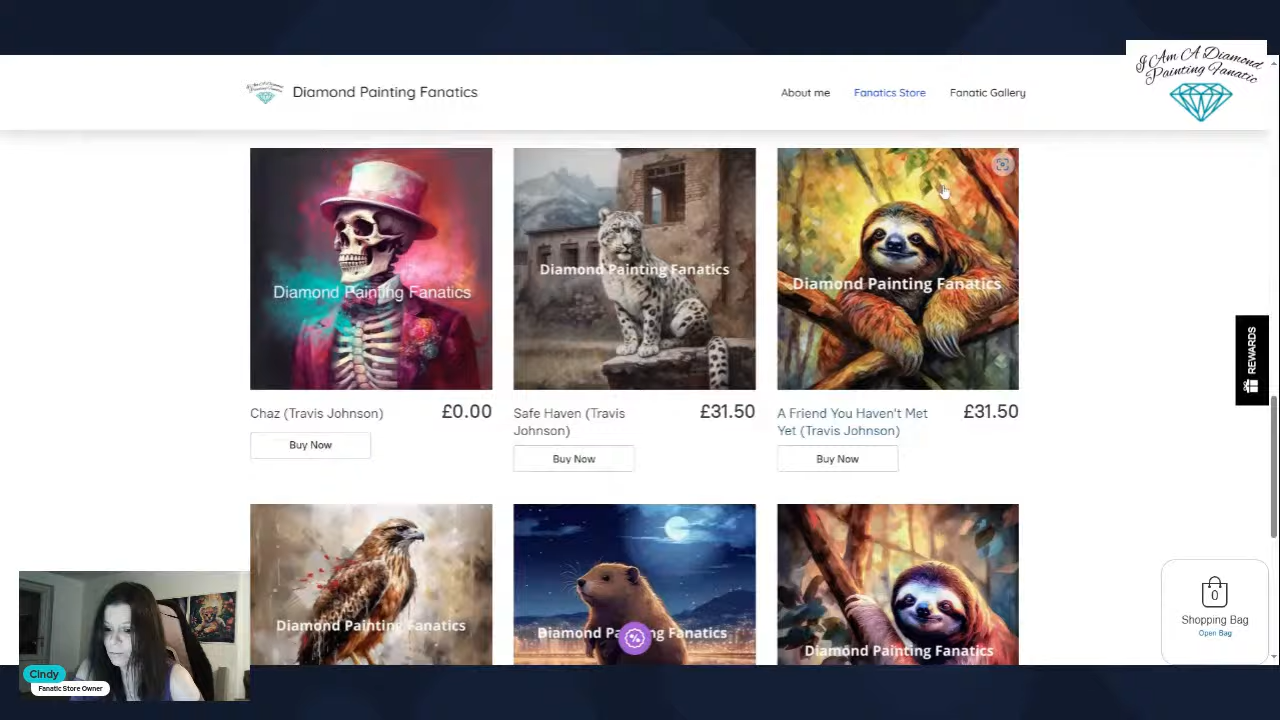 I Am A Diamond
Painting Fanatic
Diamond Painting Fanatics
About me
Fanatics Store
Fanatic Gallery
Diamond Painting Fanatics
Diamond Painting Fanatics
Diamond Painting Fanatics
Chaz (Travis Johnson)
£0.00
Buy Now
Safe Haven (Travis
Johnson)
£31.50
Buy Now
A Friend You Haven't Met
Yet (Travis Johnson)
£31.50
Buy Now
REWARDS
Diamond Painting Fanatics
Diamond Painting Fanatics
Diamond Painting Fanatics
0
Shopping Bag
Open Bag
Cindy
Fanatic Store Owner